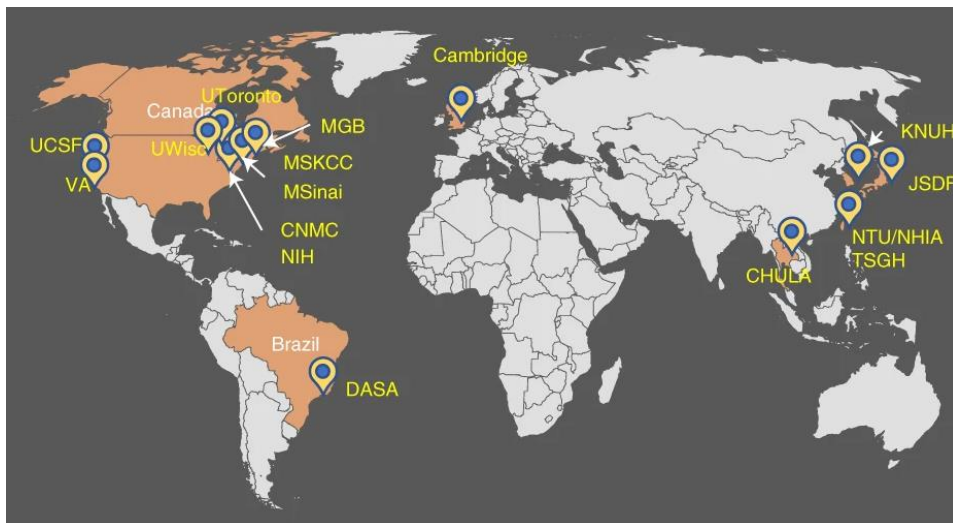 Cambridge
UToronto
Canada
KNUH
MGB
UCSF
UWisc
MSKCC
VA
JSDF
MSinai
CNMC
NTU/NHIA
NIH
TSGH
CHULA
Brazil
DASA